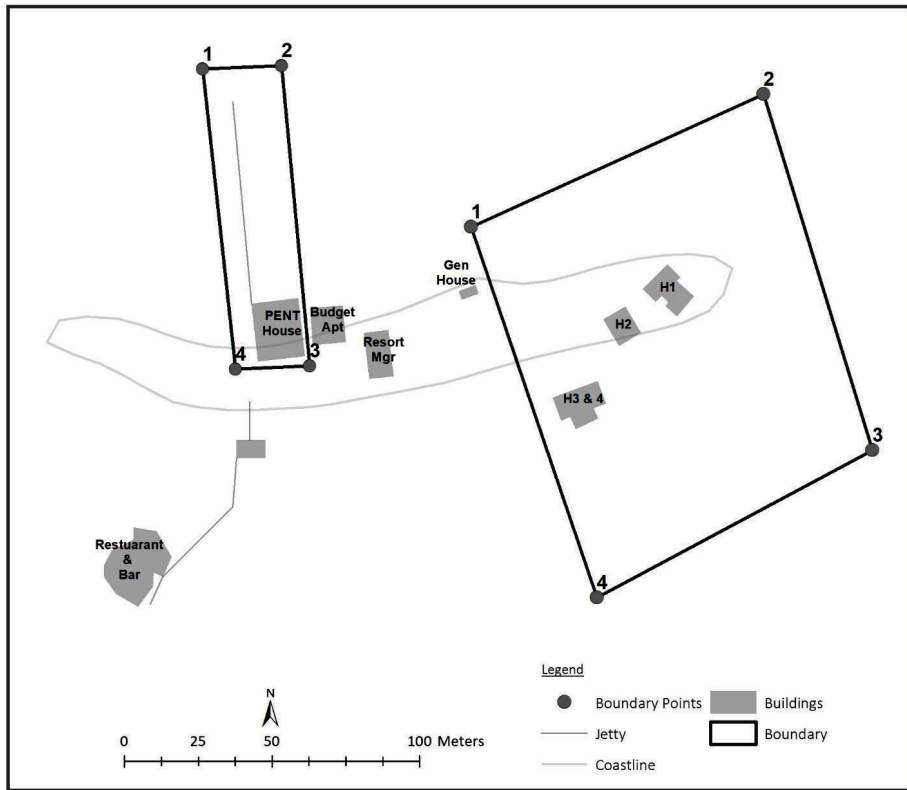 1
2
2
1
Gen
House
H1
PENT
House
Budget
Apt
H2
Resort
Mgr
4
3
H3 & 4
3
Restuarant
&
Bar
4
Legend
N
Boundary Points
Buildings
Jetty
Boundary
Coastline
0 25 50 100 Meters